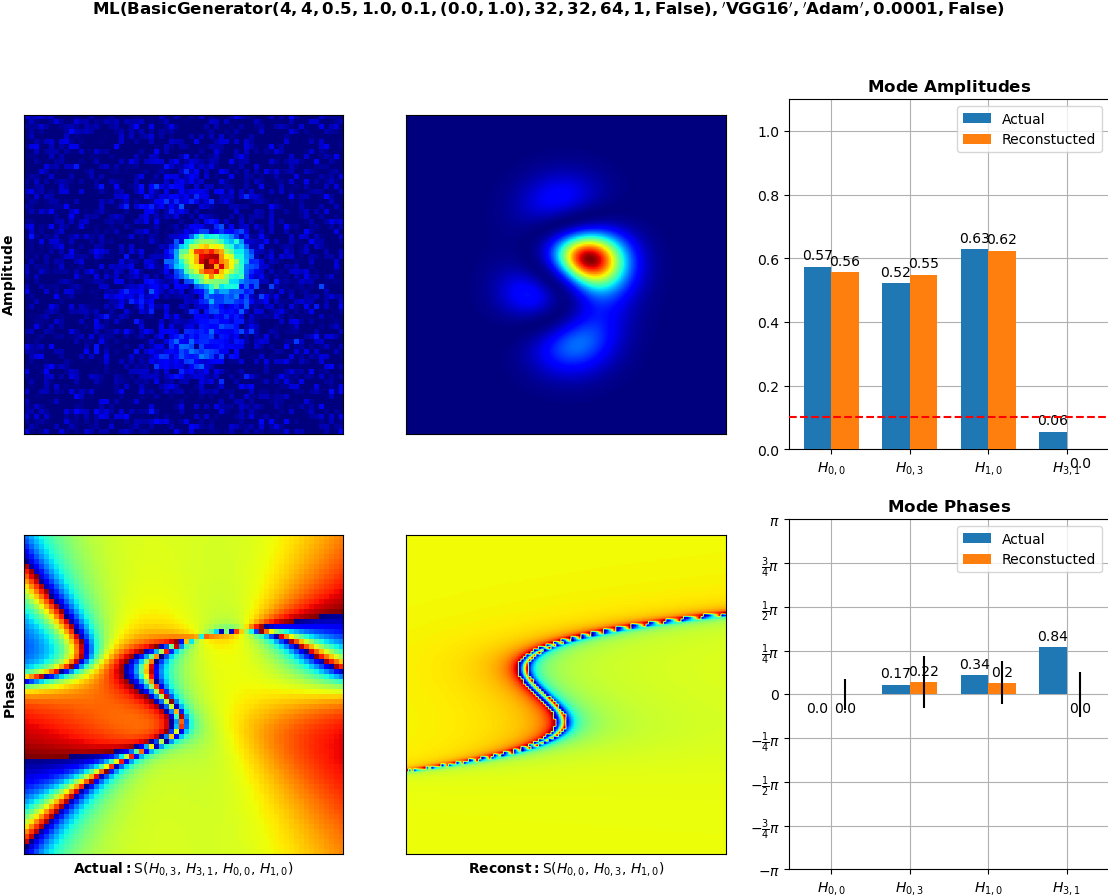 ML(BasicGenerator(4, 4, 0.5, 1.0, 0.1, (0.0, 1.0), 32, 32, 64, 1, False), ′VGG16′, ′Adam′, 0.0001, False)
Amplitude
Mode Amplitudes
Actual
Reconstucted
1.0
0.8
0.6
0.4
0.2
0.0
0.57
0.56
0.52
0.55
0.63
0.62
0.06
0.0
H0,0
H0,3
H1,0
H3,1
Phase
Actual: S(H0,3, H3,1, H0,0, H1,0)
Reconst: S(H0,0, H0,3, H1,0)
Mode Phases
Actual
Reconstucted
π
3/4 π
1/2 π
1/4 π
0
−1/4 π
−1/2 π
−3/4 π
−π
0.0
0.0
0.17
0.22
0.34
0.2
0.84
0.0
H0,0
H0,3
H1,0
H3,1